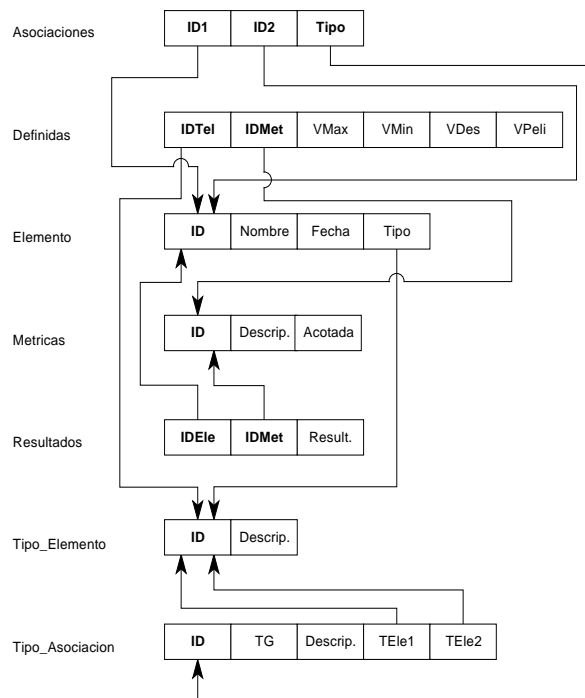 Asociaciones ID1 ID2 Tipo
Definidas IDTel IDMet VMax VMin VDes VPeli
Elemento ID Nombre Fecha Tipo
Metricas ID Descrip. Acotada
Resultados IDEle IDMet Result.
Tipo_Elemento ID Descrip.
Tipo_Asociacion ID TG Descrip. TEle1 TEle2